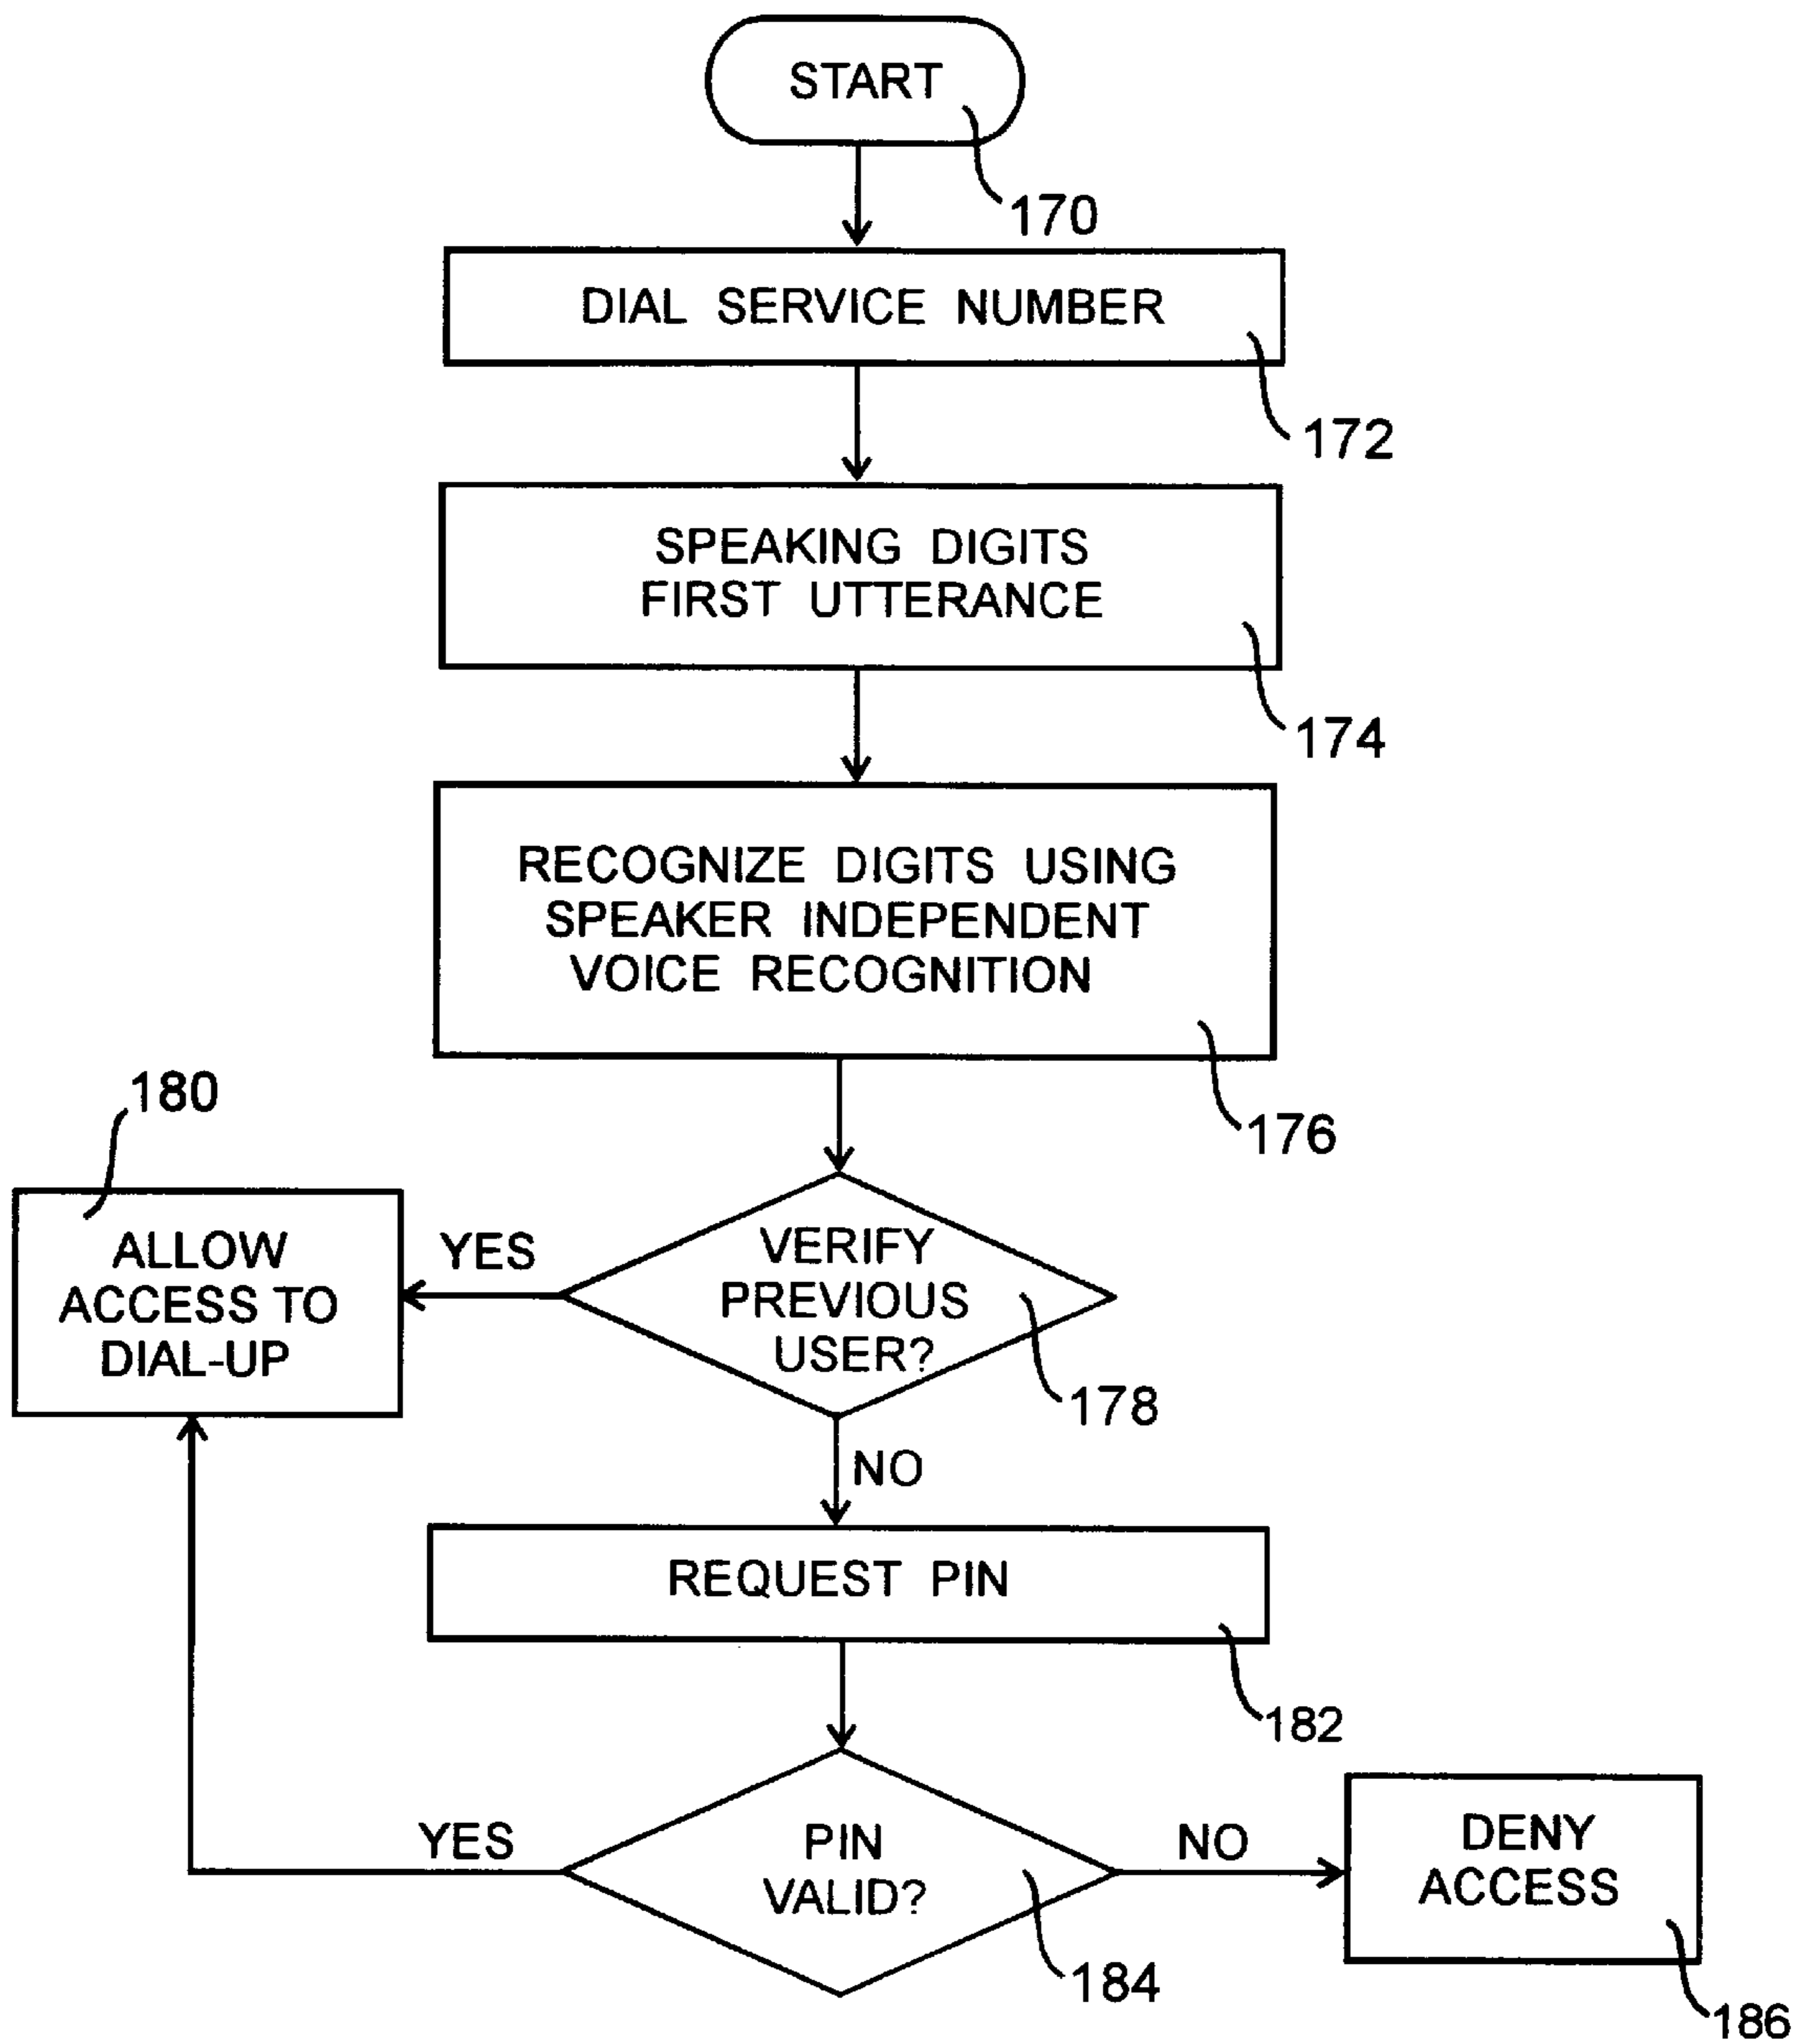 START
170
DIAL SERVICE NUMBER
172
SPEAKING DIGITS
FIRST UTTERANCE
174
RECOGNIZE DIGITS USING
SPEAKER INDEPENDENT
VOICE RECOGNITION
176
180
ALLOW
ACCESS TO
DIAL-UP
YES
VERIFY
PREVIOUS
USER?
178
NO
REQUEST PIN
182
YES
PIN
VALID?
184
NO
DENY
ACCESS
186